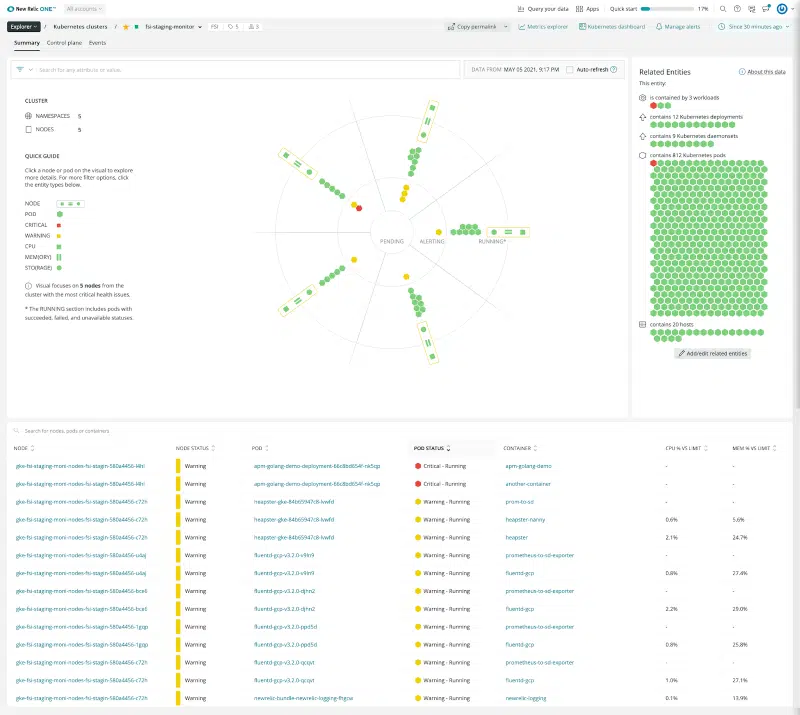 New Relic ONE™
All accounts
Query your data
Apps
Quick start
17%
Explorer
/ Kubernetes clusters /
fsi-staging-monitor
FSI
5
3
Copy permalink
Metrics explorer
Kubernetes dashboard
Manage alerts
Since 30 minutes ago
Summary
Control plane
Events
Search for any attribute or value.
DATA FROM MAY 05 2021, 9:17 PM
Auto-refresh
CLUSTER
NAMESPACES 5
NODES 5
QUICK GUIDE
Click a node or pod on the visual to explore
more details. For more filter options, click
the entity types below.
NODE
POD
CRITICAL
WARNING
CPU
MEM(ORY)
STO(RAGE)
Visual focuses on 5 nodes from the
cluster with the most critical health issues.
* The RUNNING section includes pods with
succeeded, failed, and unavailable statuses.
PENDING
ALERTING
RUNNING*
Related Entities
About this data
This entity:
is contained by 3 workloads
contains 12 Kubernetes deployments
contains 9 Kubernetes daemonsets
contains 812 Kubernetes pods
contains 20 hosts
Add/edit related entities
Search for nodes, pods or containers
NODE NODE STATUS POD POD STATUS CONTAINER CPU % VS LIMIT MEM % VS LIMIT
gke-fsi-staging-moni-nodes-fsi-stagin-580a4456-l4hl Warning apm-golang-demo-deployment-66c8bd654f-nk5qp Critical - Running apm-golang-demo - -
gke-fsi-staging-moni-nodes-fsi-stagin-580a4456-l4hl Warning apm-golang-demo-deployment-66c8bd654f-nk5qp Critical - Running another-container - -
gke-fsi-staging-moni-nodes-fsi-stagin-580a4456-c72h Warning heapster-gke-84b65947c8-lvwfd Warning - Running prom-to-sd - -
gke-fsi-staging-moni-nodes-fsi-stagin-580a4456-c72h Warning heapster-gke-84b65947c8-lvwfd Warning - Running heapster-nanny 0.6% 5.6%
gke-fsi-staging-moni-nodes-fsi-stagin-580a4456-c72h Warning heapster-gke-84b65947c8-lvwfd Warning - Running heapster 2.1% 24.7%
gke-fsi-staging-moni-nodes-fsi-stagin-580a4456-u4aj Warning fluentd-gcp-v3.2.0-v9ln9 Warning - Running prometheus-to-sd-exporter - -
gke-fsi-staging-moni-nodes-fsi-stagin-580a4456-u4aj Warning fluentd-gcp-v3.2.0-v9ln9 Warning - Running fluentd-gcp 0.8% 27.4%
gke-fsi-staging-moni-nodes-fsi-stagin-580a4456-bce6 Warning fluentd-gcp-v3.2.0-djhn2 Warning - Running prometheus-to-sd-exporter - -
gke-fsi-staging-moni-nodes-fsi-stagin-580a4456-bce6 Warning fluentd-gcp-v3.2.0-djhn2 Warning - Running fluentd-gcp 2.2% 29.0%
gke-fsi-staging-moni-nodes-fsi-stagin-580a4456-1gqp Warning fluentd-gcp-v3.2.0-ppd5d Warning - Running prometheus-to-sd-exporter - -
gke-fsi-staging-moni-nodes-fsi-stagin-580a4456-1gqp Warning fluentd-gcp-v3.2.0-ppd5d Warning - Running fluentd-gcp 0.8% 25.8%
gke-fsi-staging-moni-nodes-fsi-stagin-580a4456-c72h Warning fluentd-gcp-v3.2.0-qcqvt Warning - Running prometheus-to-sd-exporter - -
gke-fsi-staging-moni-nodes-fsi-stagin-580a4456-c72h Warning fluentd-gcp-v3.2.0-qcqvt Warning - Running fluentd-gcp 1.0% 27.1%
gke-fsi-staging-moni-nodes-fsi-stagin-580a4456-c72h Warning newrelic-bundle-newrelic-logging-fhgcw Warning - Running newrelic-logging 0.1% 13.9%